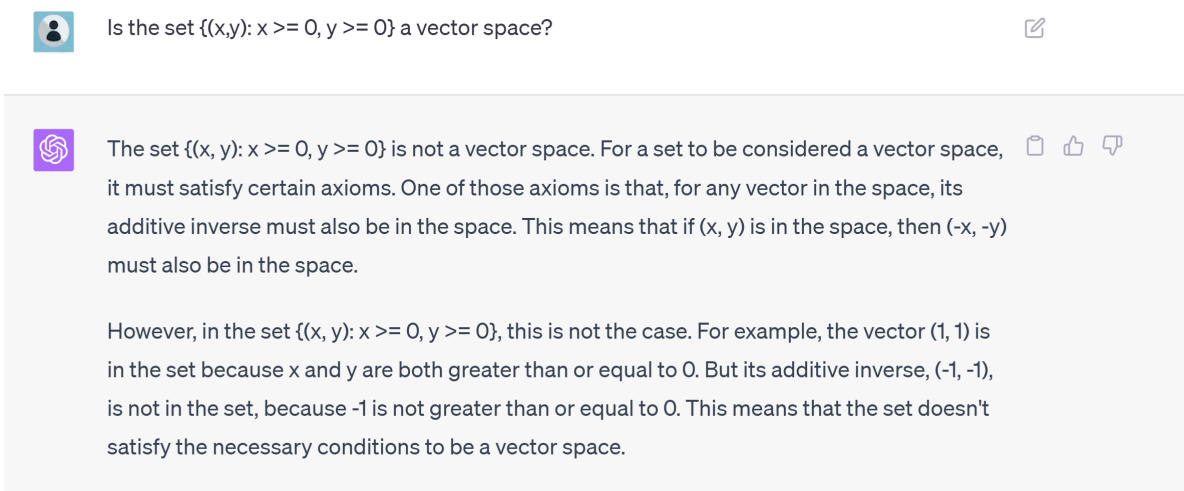 Is the set {(x,y): x >= 0, y >= 0} a vector space?
The set {(x, y): x >= 0, y >= 0} is not a vector space. For a set to be considered a vector space,
it must satisfy certain axioms. One of those axioms is that, for any vector in the space, its
additive inverse must also be in the space. This means that if (x, y) is in the space, then (-x, -y)
must also be in the space.
However, in the set {(x, y): x >= 0, y >= 0}, this is not the case. For example, the vector (1, 1) is
in the set because x and y are both greater than or equal to 0. But its additive inverse, (-1, -1),
is not in the set, because -1 is not greater than or equal to 0. This means that the set doesn't
satisfy the necessary conditions to be a vector space.